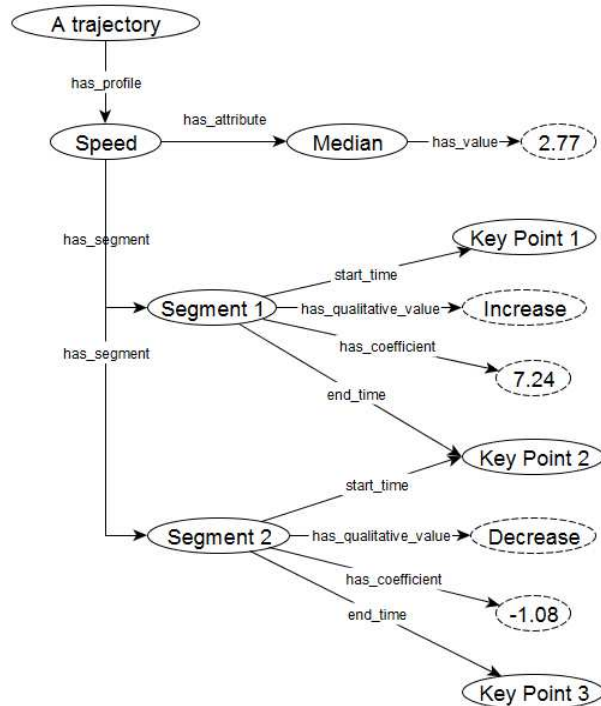 A trajectory
has_profile
has_attribute
Speed
Median
has_value
2.77
has_segment
Key Point 1
start_time
Segment 1
has_qualitative_value
Increase
has_coefficient
has_segment
7.24
end_time
Key Point 2
start_time
Segment 2
has_qualitative_value
Decrease
has_coefficient
-1.08
end_time
Key Point 3